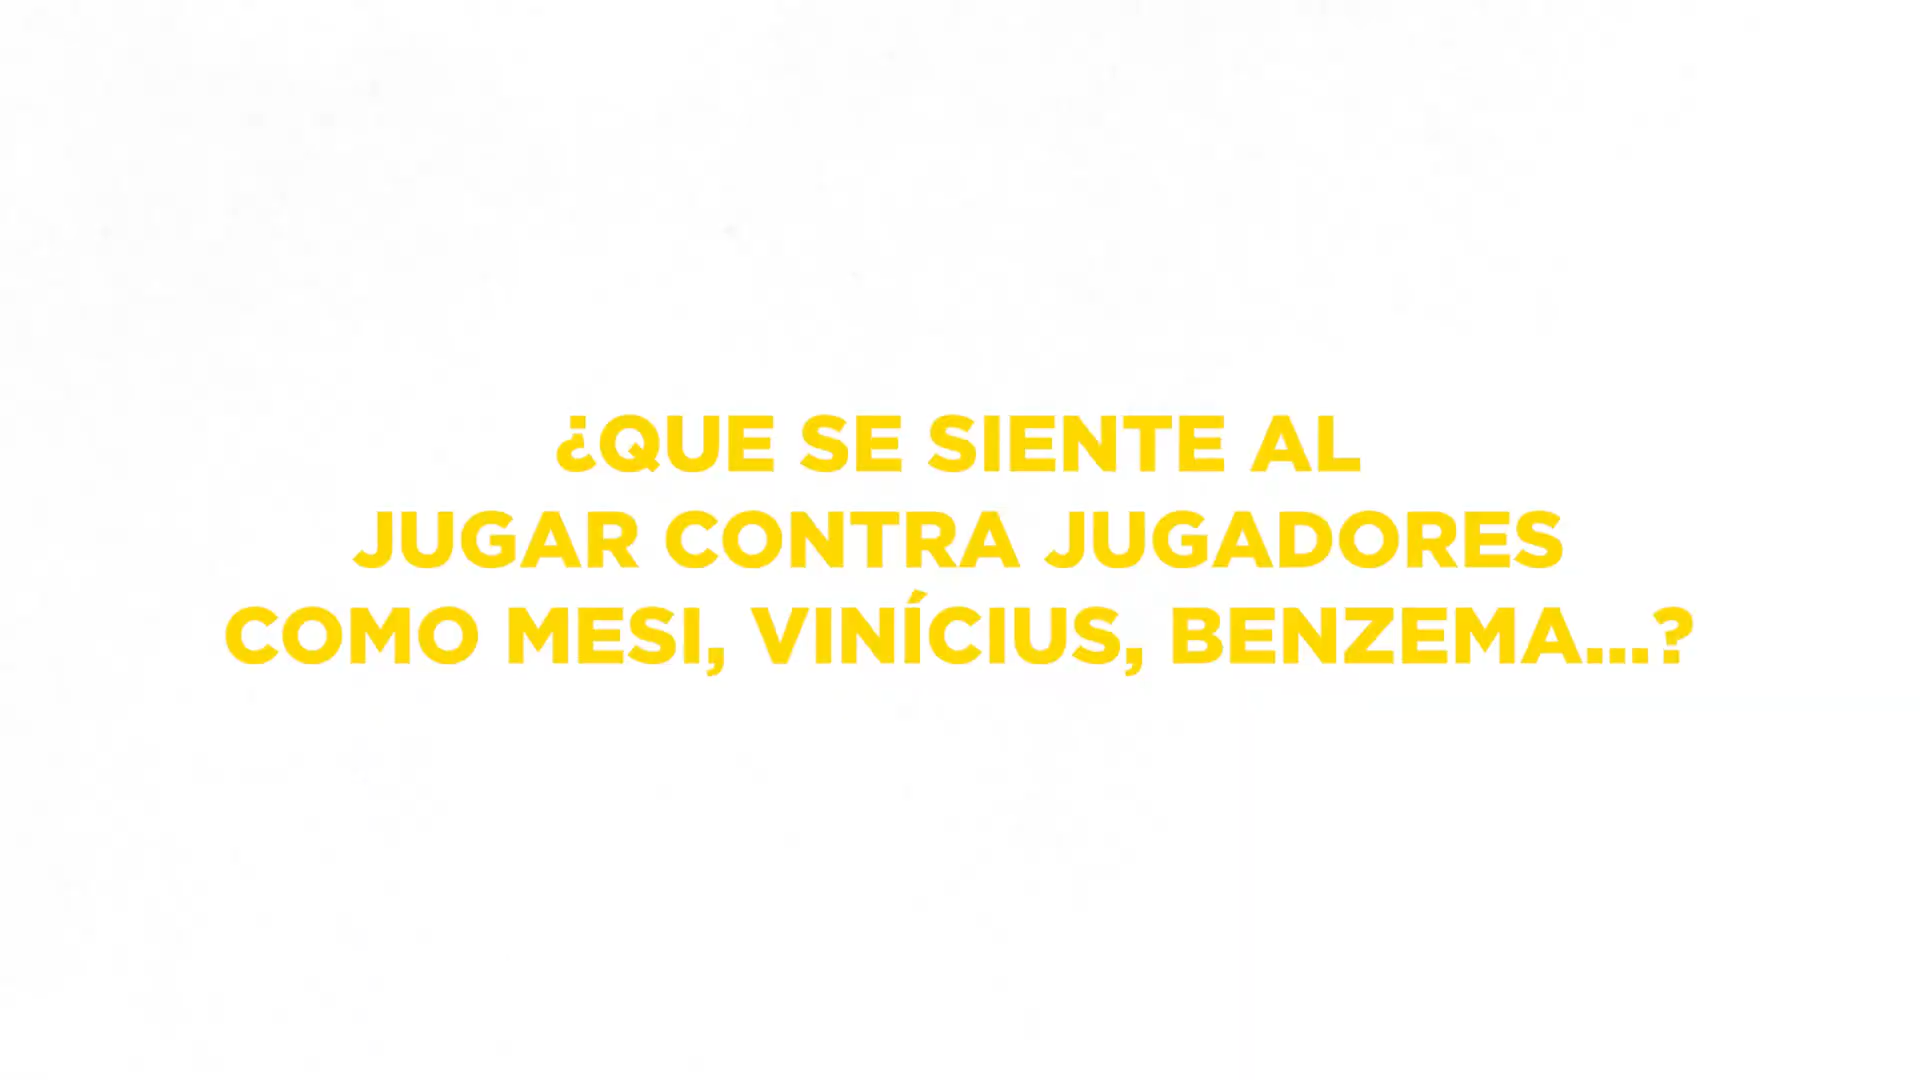 ¿QUE SE SIENTE AL
JUGAR CONTRA JUGADORES
COMO MESI, VINÍCIUS, BENZEMA...?